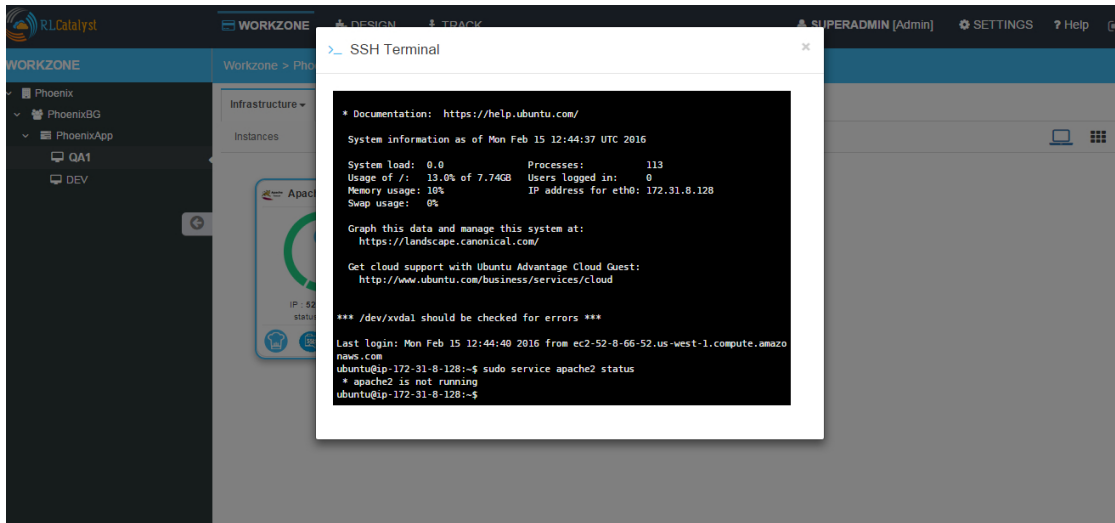 RLCatalyst
WORKZONE
DESIGN
TRACK
SUPERADMIN [Admin]
SETTINGS
? Help
WORKZONE
Workzone > Pho
Phoenix
PhoenixBG
PhoenixApp
QA1
DEV
Infrastructure
Instances
Apac
IP : 52
statu
>_ SSH Terminal
×
* Documentation:  https://help.ubuntu.com/
System information as of Mon Feb 15 12:44:37 UTC 2016
System load:  0.0               Processes:           113
Usage of /:   13.0% of 7.74GB   Users logged in:     0
Memory usage: 10%               IP address for eth0: 172.31.8.128
Swap usage:   0%
Graph this data and manage this system at:
https://landscape.canonical.com/
Get cloud support with Ubuntu Advantage Cloud Guest:
http://www.ubuntu.com/business/services/cloud
*** /dev/xvda1 should be checked for errors ***
Last login: Mon Feb 15 12:44:40 2016 from ec2-52-8-66-52.us-west-1.compute.amazo
naws.com
ubuntu@ip-172-31-8-128:~$ sudo service apache2 status
* apache2 is not running
ubuntu@ip-172-31-8-128:~$